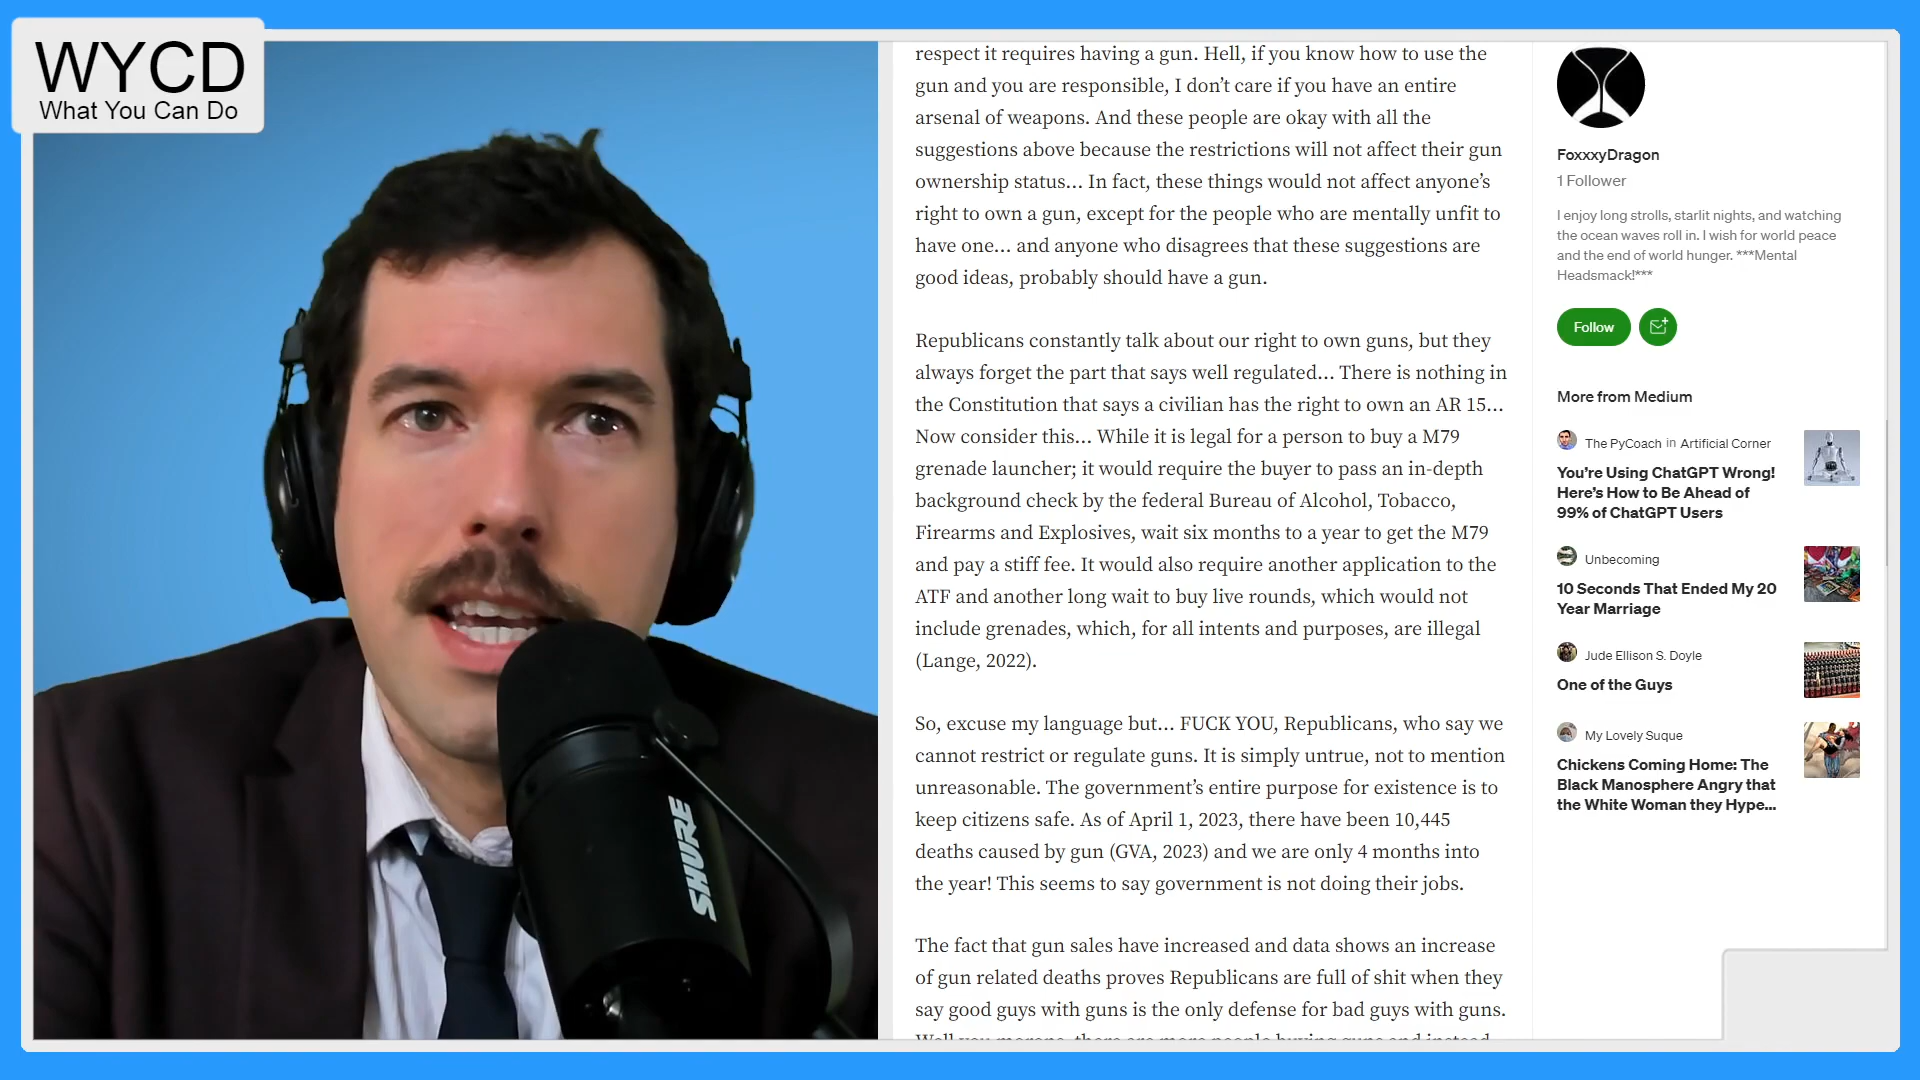 WYCD
What You Can Do
respect it requires having a gun. Hell, if you know how to use the
gun and you are responsible, I don’t care if you have an entire
arsenal of weapons. And these people are okay with all the
suggestions above because the restrictions will not affect their gun
ownership status… In fact, these things would not affect anyone’s
right to own a gun, except for the people who are mentally unfit to
have one… and anyone who disagrees that these suggestions are
good ideas, probably should have a gun.
Republicans constantly talk about our right to own guns, but they
always forget the part that says well regulated… There is nothing in
the Constitution that says a civilian has the right to own an AR 15…
Now consider this… While it is legal for a person to buy a M79
grenade launcher; it would require the buyer to pass an in-depth
background check by the federal Bureau of Alcohol, Tobacco,
Firearms and Explosives, wait six months to a year to get the M79
and pay a stiff fee. It would also require another application to the
ATF and another long wait to buy live rounds, which would not
include grenades, which, for all intents and purposes, are illegal
(Lange, 2022).
So, excuse my language but… FUCK YOU, Republicans, who say we
cannot restrict or regulate guns. It is simply untrue, not to mention
unreasonable. The government’s entire purpose for existence is to
keep citizens safe. As of April 1, 2023, there have been 10,445
deaths caused by gun (GVA, 2023) and we are only 4 months into
the year! This seems to say government is not doing their jobs.
The fact that gun sales have increased and data shows an increase
of gun related deaths proves Republicans are full of shit when they
say good guys with guns is the only defense for bad guys with guns.
FoxxxyDragon
1 Follower
I enjoy long strolls, starlit nights, and watching
the ocean waves roll in. I wish for world peace
and the end of world hunger. ***Mental
Headsmack!***
Follow
More from Medium
The PyCoach in Artificial Corner
You’re Using ChatGPT Wrong!
Here’s How to Be Ahead of
99% of ChatGPT Users
Unbecoming
10 Seconds That Ended My 20
Year Marriage
Jude Ellison S. Doyle
One of the Guys
My Lovely Suque
Chickens Coming Home: The
Black Manosphere Angry that
the White Woman they Hype...
SHURE